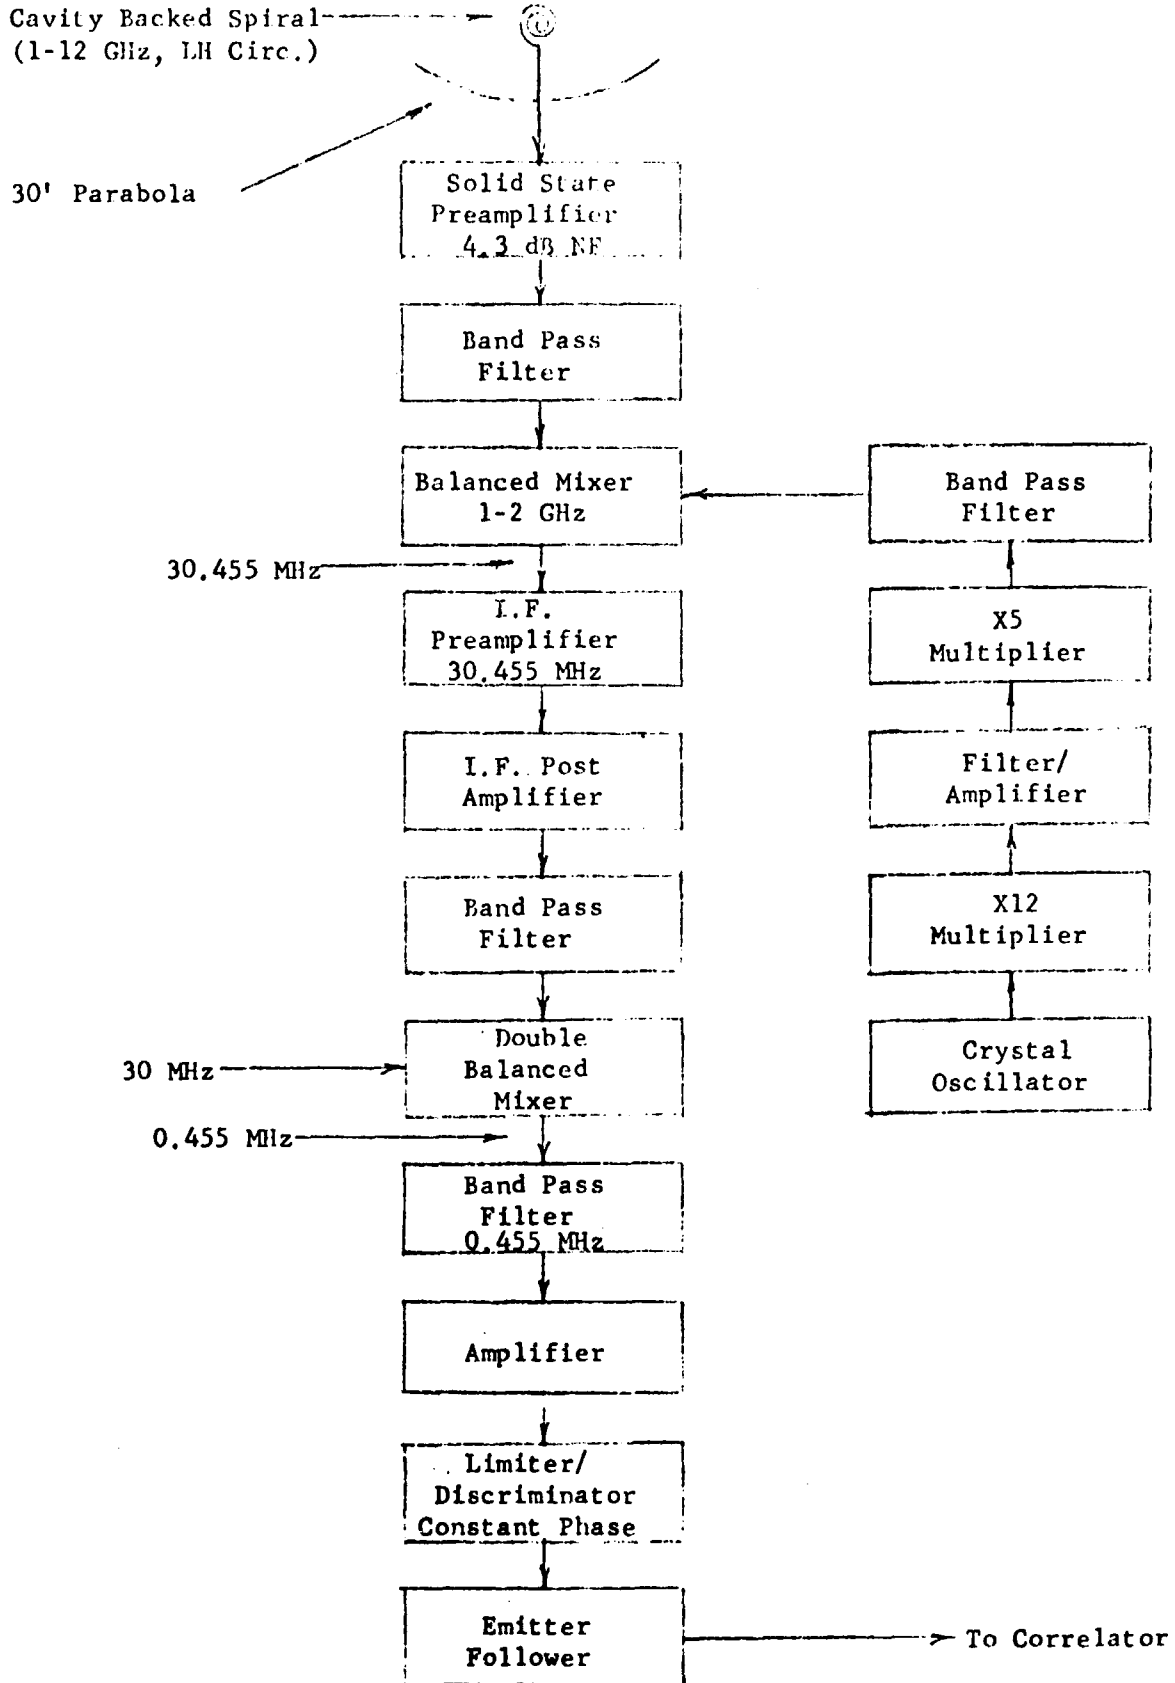 Cavity Backed Spiral
(1-12 GHz, LH Circ.)
30' Parabola
Solid State
Preamplifier
4.3 dB NF
Band Pass
Filter
Balanced Mixer
1-2 GHz
30.455 MHz
I.F.
Preamplifier
30.455 MHz
I.F. Post
Amplifier
Band Pass
Filter
30 MHz
Double
Balanced
Mixer
0.455 MHz
Band Pass
Filter
0.455 MHz
Amplifier
Limiter/
Discriminator
Constant Phase
Emitter
Follower
To Correlator
Band Pass
Filter
X5
Multiplier
Filter/
Amplifier
X12
Multiplier
Crystal
Oscillator